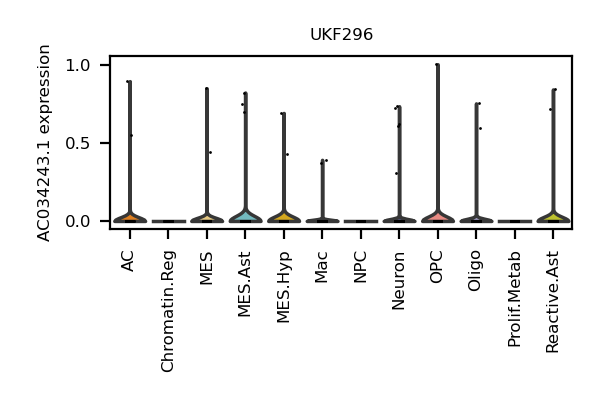 UKF296
AC034243.1 expression
1.0
0.5
0.0
AC
Chromatin.Reg
MES
MES.Ast
MES.Hyp
Mac
NPC
Neuron
OPC
Oligo
Prolif.Metab
Reactive.Ast